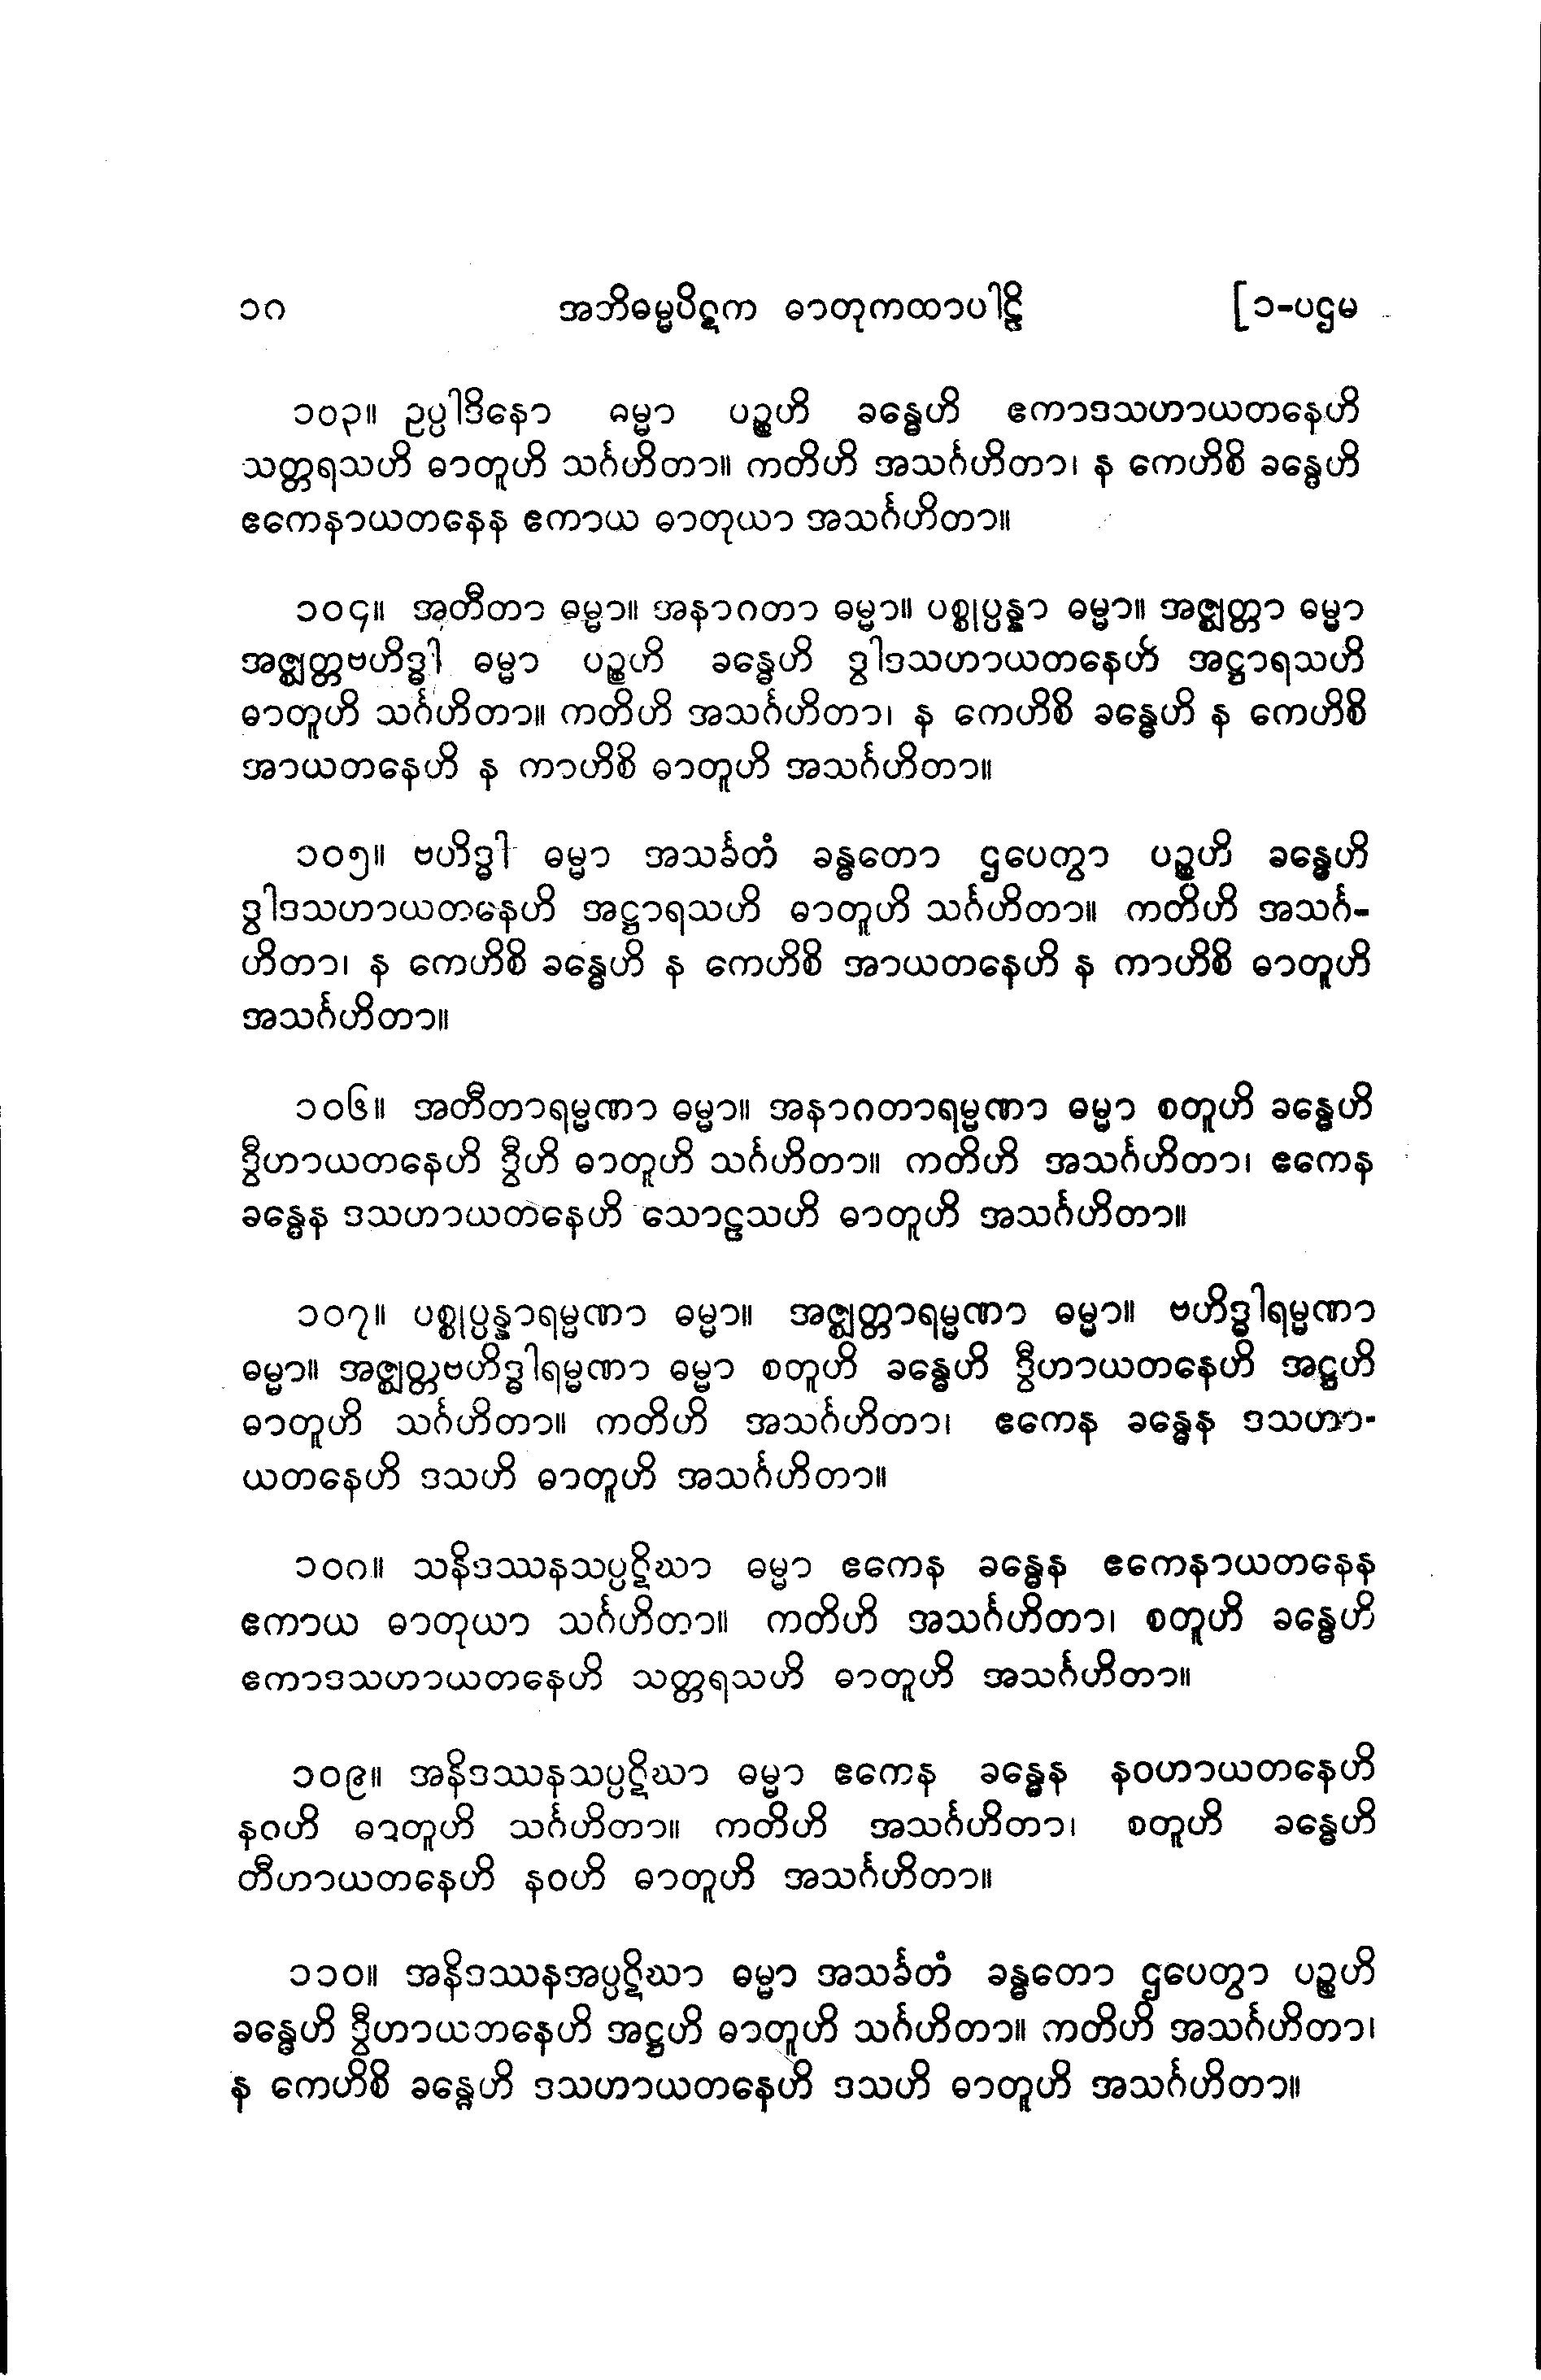 ၁ဂ အဘိဓမ္မပိဋက ဓာတုကထာပါဠိ [၁-ပဌမ
၁၀၃။ ဥပ္ပါဒိနော ဓမ္မာ ပဉ္စဟိ ခန္ဓေဟိ ဧကာဒသဟာယတနေဟိ
သတ္တရသဟိ ဓာတူဟိ သင်္ဂဟိတာ။ ကတိဟိ အသင်္ဂဟိတာ၊ န ကေဟိစိ ခန္ဓေဟိ
ဧကေနာယတနေန ဧကာယ ဓာတုယာ အသင်္ဂဟိတာ။
၁၀၄။ အတီတာ ဓမ္မာ။ အနာဂတာ ဓမ္မာ။ ပစ္စုပ္ပန္နာ ဓမ္မာ။ အဇ္ဈတ္တာ ဓမ္မာ
အဇ္ဈတ္တဗဟိဒ္ဓါ ဓမ္မာ ပဉ္စဟိ ခန္ဓေဟိ ဒွါဒသဟာယတနေဟိ အဋ္ဌာရသဟိ
ဓာတူဟိ သင်္ဂဟိတာ။ ကတိဟိ အသင်္ဂဟိတာ၊ န ကေဟိစိ ခန္ဓေဟိ န ကေဟိစိ
အာယတနေဟိ န ကာဟိစိ ဓာတူဟိ အသင်္ဂဟိတာ။
၁၀၅။ ဗဟိဒ္ဓါ ဓမ္မာ အသင်္ခတံ ခန္ဓတော ဌပေတွာ ပဉ္စဟိ ခန္ဓေဟိ
ဒွါဒသဟာယတနေဟိ အဋ္ဌာရသဟိ ဓာတူဟိ သင်္ဂဟိတာ။ ကတိဟိ အသင်္ဂ-
ဟိတာ၊ န ကေဟိစိ ခန္ဓေဟိ န ကေဟိစိ အာယတနေဟိ န ကာဟိစိ ဓာတူဟိ
အသင်္ဂဟိတာ။
၁၀၆။ အတီတာရမ္မဏာ ဓမ္မာ။ အနာဂတာရမ္မဏာ ဓမ္မာ စတူဟိ ခန္ဓေဟိ
ဒွီဟာယတနေဟိ ဒွီဟိ ဓာတူဟိ သင်္ဂဟိတာ။ ကတိဟိ အသင်္ဂဟိတာ၊ ဧကေန
ခန္ဓေန ဒသဟာယတနေဟိ သောဠသဟိ ဓာတူဟိ အသင်္ဂဟိတာ။
၁၀၇။ ပစ္စုပ္ပန္နာရမ္မဏာ ဓမ္မာ။ အဇ္ဈတ္တာရမ္မဏာ ဓမ္မာ။ ဗဟိဒ္ဓါရမ္မဏာ
ဓမ္မာ။ အဇ္ဈတ္တဗဟိဒ္ဓါရမ္မဏာ ဓမ္မာ စတူဟိ ခန္ဓေဟိ ဒွီဟာယတနေဟိ အဋ္ဌဟိ
ဓာတူဟိ သင်္ဂဟိတာ။ ကတိဟိ အသင်္ဂဟိတာ၊ ဧကေန ခန္ဓေန ဒသဟာ-
ယတနေဟိ ဒသဟိ ဓာတူဟိ အသင်္ဂဟိတာ။
၁၀ဂ။ သနိဒဿနသပ္ပဋိဃာ ဓမ္မာ ဧကေန ခန္ဓေန ဧကေနာယတနေန
ဧကာယ ဓာတုယာ သင်္ဂဟိတာ။ ကတိဟိ အသင်္ဂဟိတာ၊ စတူဟိ ခန္ဓေဟိ
ဧကာဒသဟာယတနေဟိ သတ္တရသဟိ ဓာတူဟိ အသင်္ဂဟိတာ။
၁၀၉။ အနိဒဿနသပ္ပဋိဃာ ဓမ္မာ ဧကေန ခန္ဓေန နဝဟာယတနေဟိ
နဝဟိ ဓာတူဟိ သင်္ဂဟိတာ။ ကတိဟိ အသင်္ဂဟိတာ၊ စတူဟိ ခန္ဓေဟိ
တီဟာယတနေဟိ နဝဟိ ဓာတူဟိ အသင်္ဂဟိတာ။
၁၁၀။ အနိဒဿနအပ္ပဋိဃာ ဓမ္မာ အသင်္ခတံ ခန္ဓတော ဌပေတွာ ပဉ္စဟိ
ခန္ဓေဟိ ဒွီဟာယဘနေဟိ အဋ္ဌဟိ ဓာတူဟိ သင်္ဂဟိတာ။ ကတိဟိ အသင်္ဂဟိတာ၊
န ကေဟိစိ ခန္ဓေဟိ ဒသဟာယတနေဟိ ဒသဟိ ဓာတူဟိ အသင်္ဂဟိတာ။